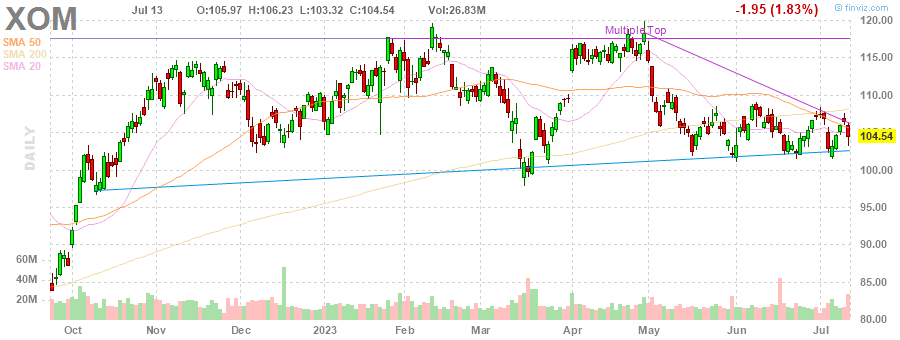 XOM Jul 13 O:105.97 H:106.23 L:103.32 C:104.54 Vol:26.83M -1.95 (1.83%) © finviz.com
SMA 50
SMA 200
SMA 20
Multiple Top
DAILY
120.00
115.00
110.00
105.00
104.54
100.00
95.00
90.00
85.00
80.00
60M
40M
20M
Oct Nov Dec 2023 Feb Mar Apr May Jun Jul